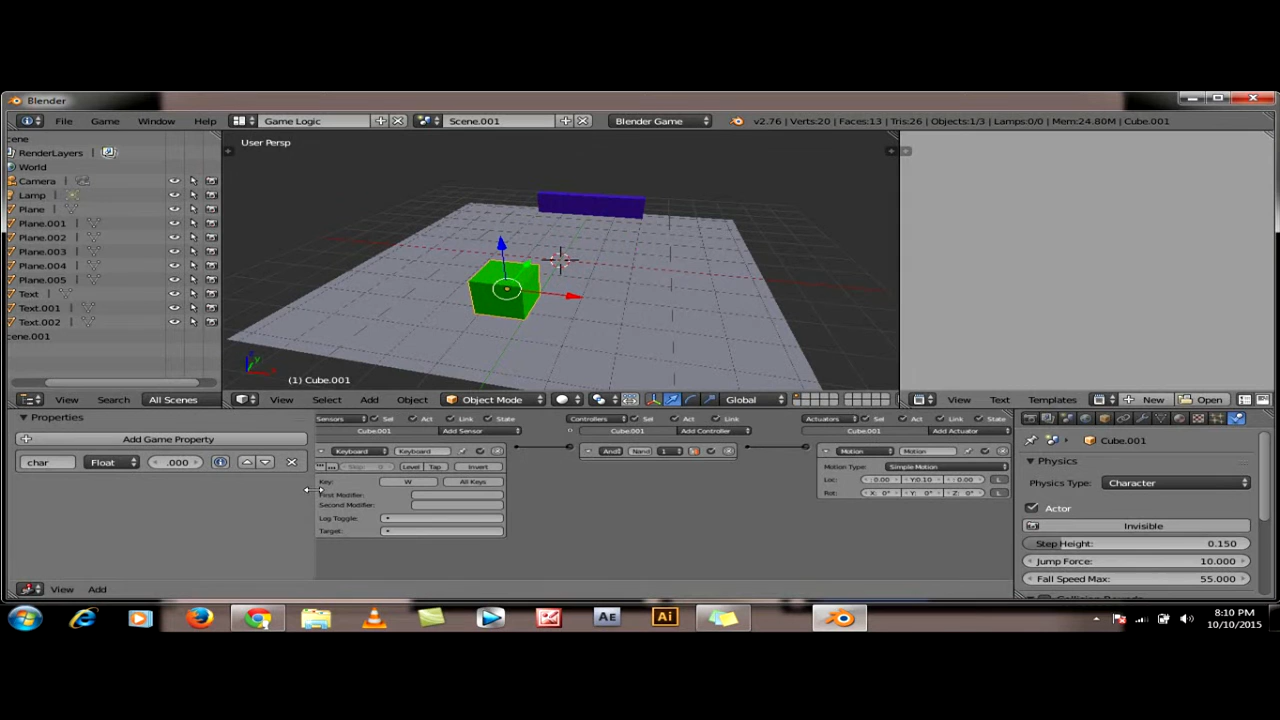 Blender
File Game Window Help Game Logic Scene.001 Blender Game v2.76 | Verts:20 | Faces:13 | Tris:26 | Objects:1/3 | Lamps:0/0 | Mem:24.80M | Cube.001
cene
RenderLayers |
World
Camera |
Lamp |
Plane |
Plane.001 |
Plane.002 |
Plane.003 |
Plane.004 |
Plane.005 |
Text |
Text.001 |
Text.002 |
cene.001
User Persp
(1) Cube.001
View Search All Scenes
View Select Add Object Object Mode Global
View Text Templates New Open
Properties
Add Game Property
char Float .000
Sensors Sel Act Link State
Cube.001 Add Sensor
Keyboard Keyboard
Level Tap Invert
Key: W All Keys
First Modifier:
Second Modifier:
Log Toggle:
Target:
Controllers Sel Act Link
Cube.001 Add Controller
And Nand 1
Actuators Sel Act Link State
Cube.001 Add Actuator
Motion Motion
Motion Type: Simple Motion
Loc: 0.00 Y:0.10 0.00 L
Rot: X: 0° Y: 0° Z: 0° L
Cube.001
Physics
Physics Type: Character
Actor
Invisible
Step Height: 0.150
Jump Force: 10.000
Fall Speed Max: 55.000
View Add
Ae Ai
8:10 PM
10/10/2015